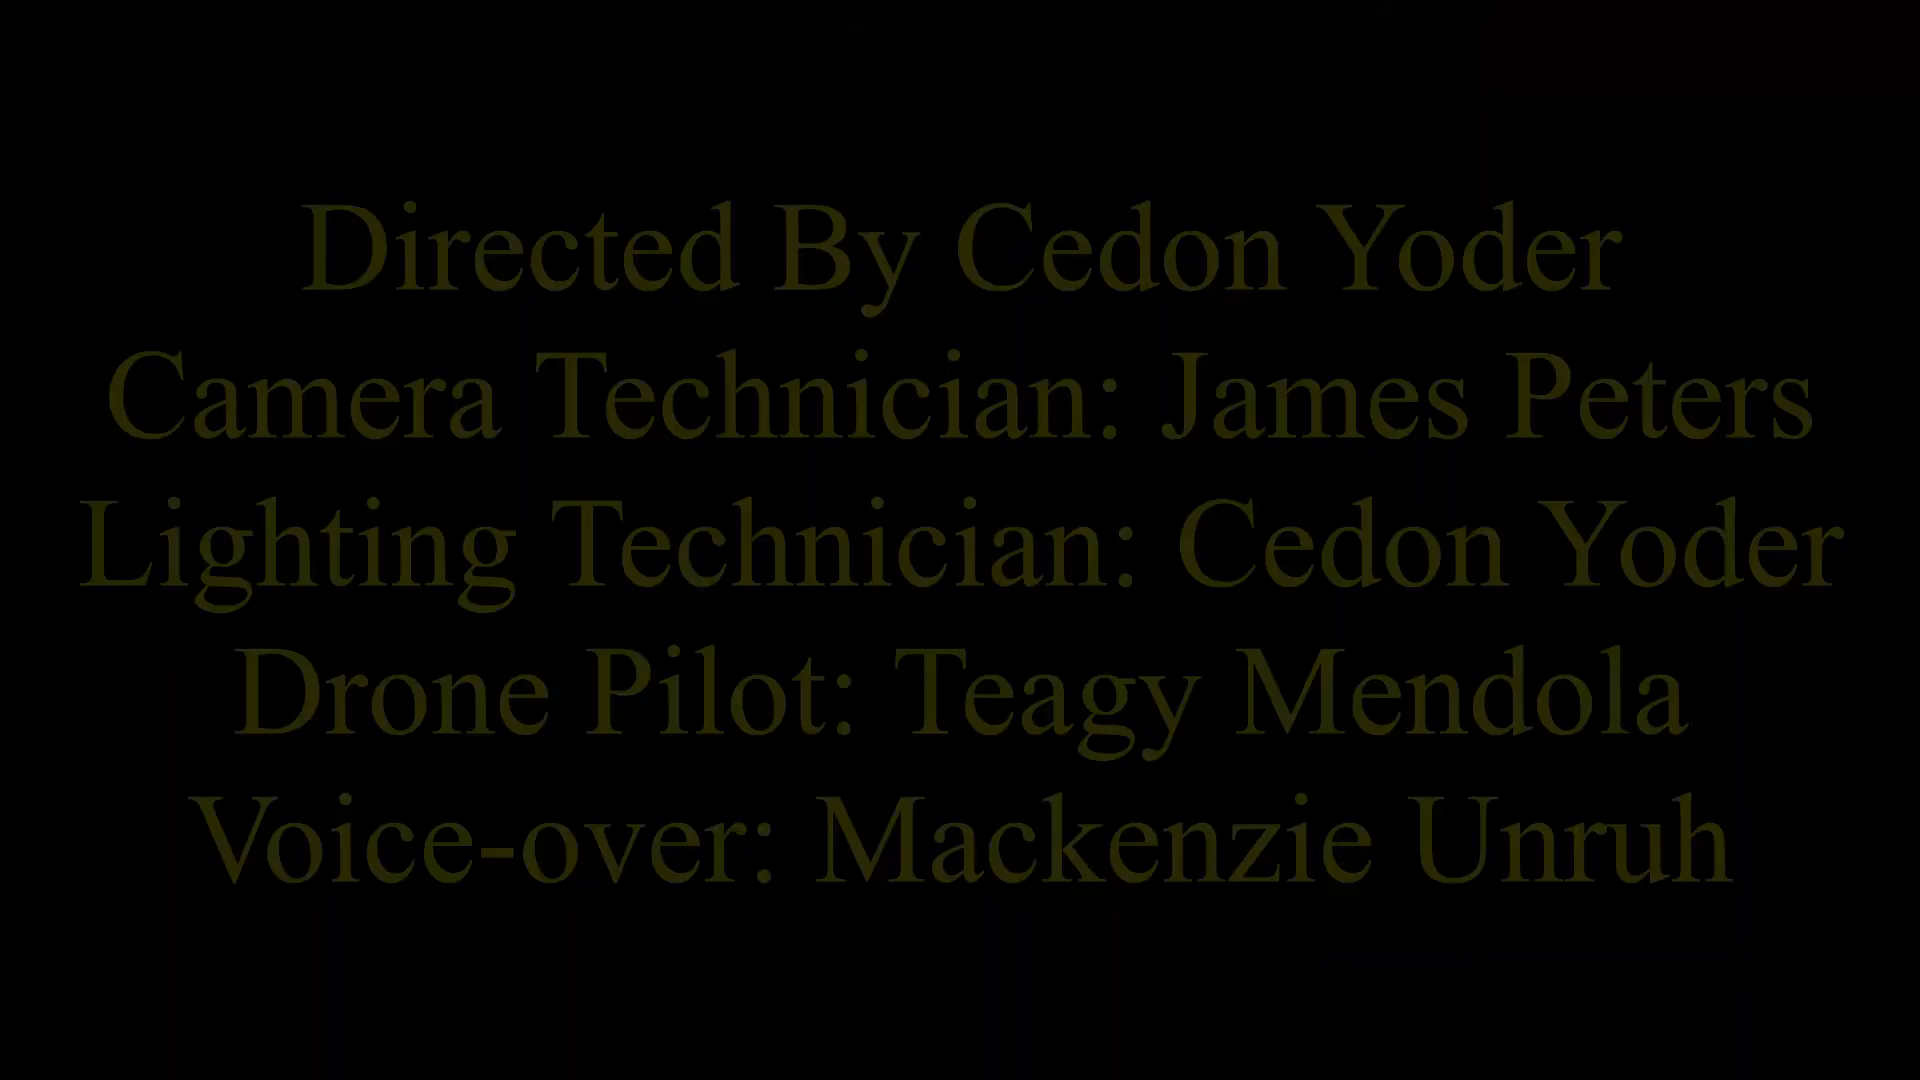 Directed By Cedon Yoder
Camera Technician: James Peters
Lighting Technician: Cedon Yoder
Drone Pilot: Teagy Mendola
Voice-over: Mackenzie Unruh